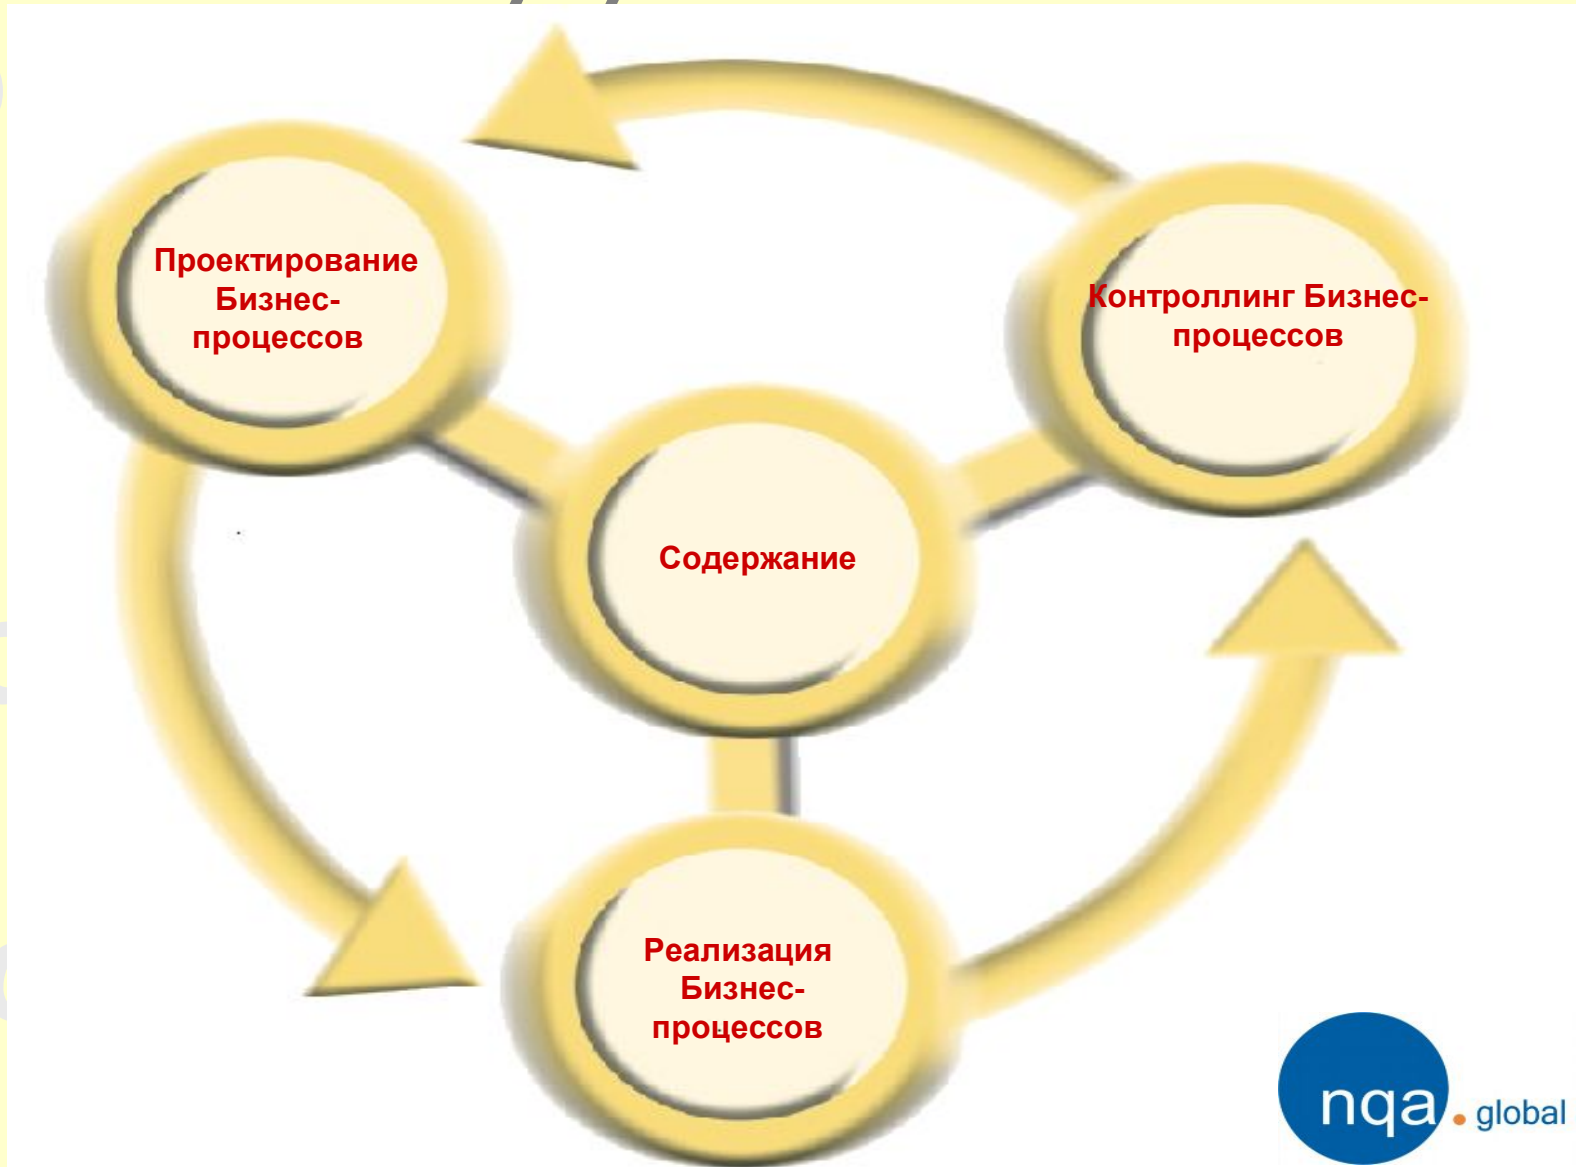 Проектирование
Бизнес-
процессов
Контроллинг Бизнес-
процессов
Содержание
Реализация
Бизнес-
процессов
nqa. global